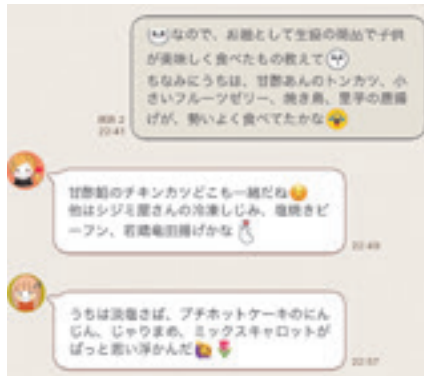 なので、お礼として生協の商品で子供
が美味しく食べたもの教えて
ちなみにうちは、甘酢あんのトンカツ、小
さいフルーツゼリー、焼き鳥、里芋の唐揚
げが、勢いよく食べてたかな
既読 2
22:41
甘酢餡のチキンカツどこも一緒だね
他はシジミ屋さんの冷凍しじみ、塩焼きビ
ーフン、若鶏竜田揚げかな
22:49
うちは淡塩さば、プチホットケーキのにん
じん、じゃりまめ、ミックスキャロットが
ぱっと思い浮かんだ
22:57